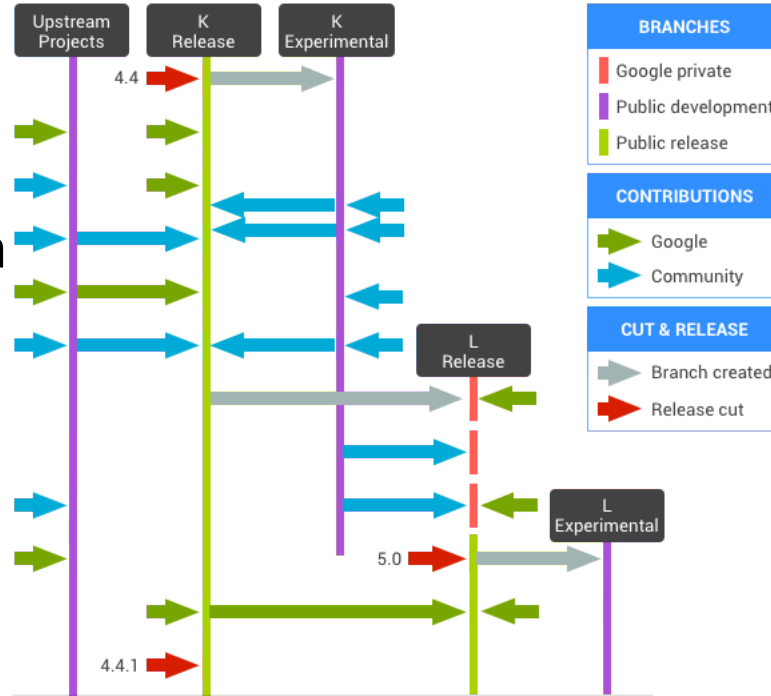 Upstream
Projects
K
Release
K
Experimental
BRANCHES
Google private
Public development
Public release
4.4
CONTRIBUTIONS
Google
Community
n
CUT & RELEASE
Branch created
Release cut
L
Release
L
Experimental
5.0
4.4.1